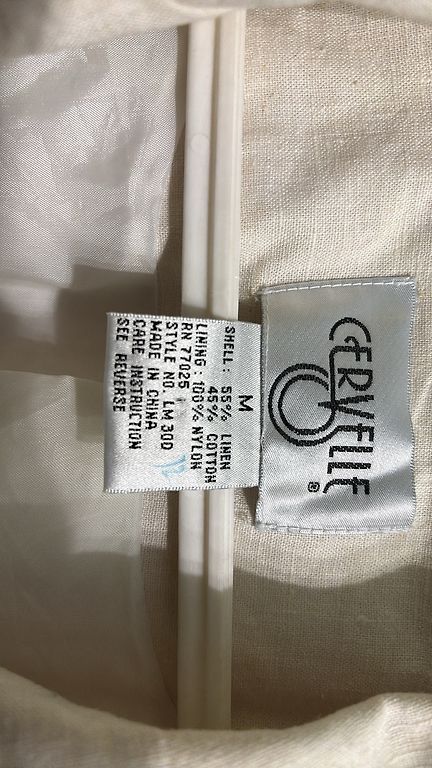 CERVELLE
®
M
SHELL: 55% LINEN
45% COTTON
LINING: 100% NYLON
RN 77025
STYLE NO. LM 30D
MADE IN CHINA
CARE INSTRUCTION
SEE REVERSE